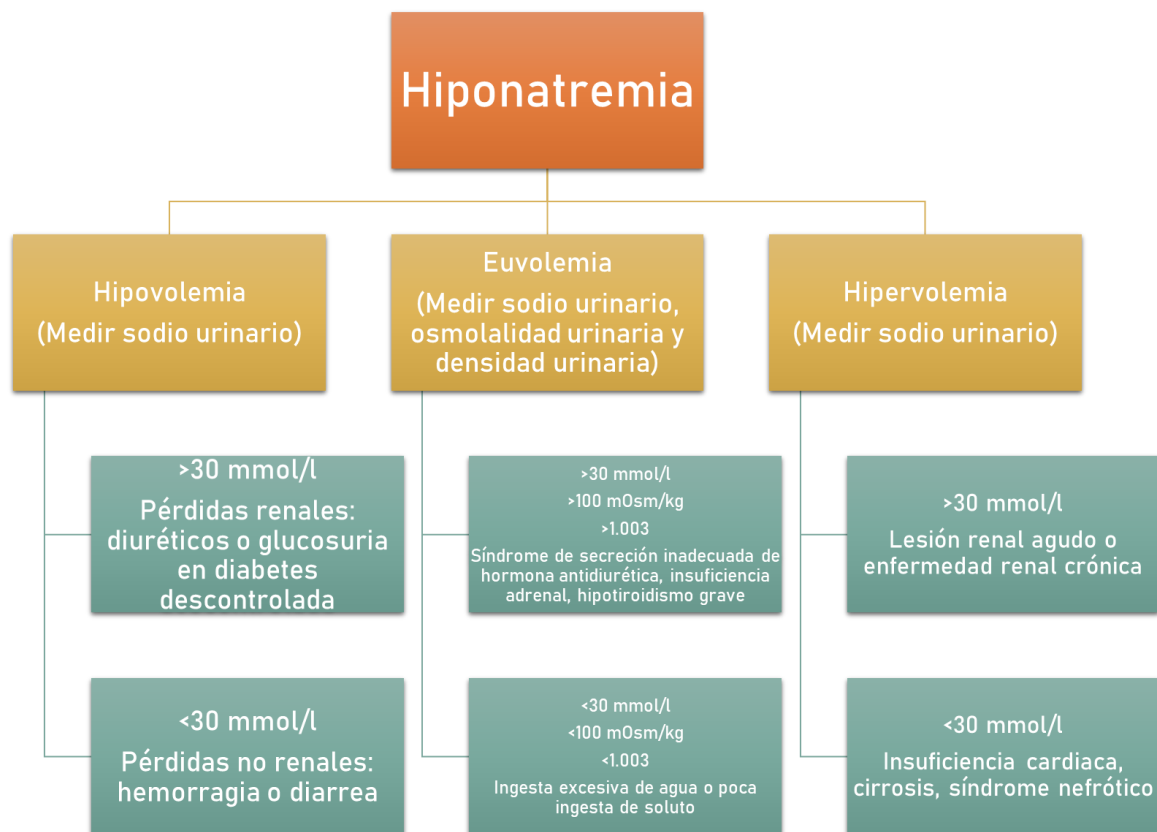 Hiponatremia
Hipovolemia
(Medir sodio urinario)
Euvolemia
(Medir sodio urinario,
osmolalidad urinaria y
densidad urinaria)
Hipervolemia
(Medir sodio urinario)
>30 mmol/l
Pérdidas renales:
diuréticos o glucosuria
en diabetes
descontrolada
>30 mmol/l
>100 mOsm/kg
>1.003
Síndrome de secreción inadecuada de
hormona antidiurética, insuficiencia
adrenal, hipotiroidismo grave
>30 mmol/l
Lesión renal agudo o
enfermedad renal crónica
<30 mmol/l
Pérdidas no renales:
hemorragia o diarrea
<30 mmol/l
<100 mOsm/kg
<1.003
Ingesta excesiva de agua o poca
ingesta de soluto
<30 mmol/l
Insuficiencia cardiaca,
cirrosis, síndrome nefrótico